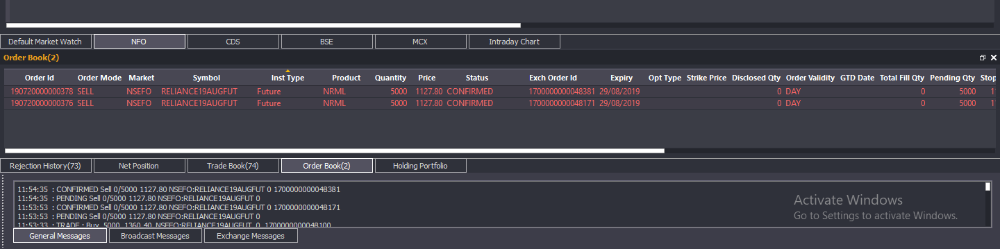 Default Market Watch NFO CDS BSE MCX Intraday Chart
Order Book(2)
Order Id Order Mode Market Symbol Inst Type Product Quantity Price Status Exch Order Id Expiry Opt Type Strike Price Disclosed Qty Order Validity GTD Date Total Fill Qty Pending Qty Stop
190720000000378 SELL NSEFO RELIANCE19AUGFUT Future NRML 5000 1127.80 CONFIRMED 1700000000048381 29/08/2019 0 DAY 0 5000
190720000000376 SELL NSEFO RELIANCE19AUGFUT Future NRML 5000 1127.80 CONFIRMED 1700000000048171 29/08/2019 0 DAY 0 5000
Rejection History(73) Net Position Trade Book(74) Order Book(2) Holding Portfolio
11:54:35 : CONFIRMED Sell 0/5000 1127.80 NSEFO:RELIANCE19AUGFUT 0 1700000000048381
11:54:35 : PENDING Sell 0/5000 1127.80 NSEFO:RELIANCE19AUGFUT 0
11:53:53 : CONFIRMED Sell 0/5000 1127.80 NSEFO:RELIANCE19AUGFUT 0 1700000000048171
11:53:53 : PENDING Sell 0/5000 1127.80 NSEFO:RELIANCE19AUGFUT 0
11:53:33 : TRADE : Buy 5000 1360.40 NSEFO:RELIANCE19AUGFUT 0 1700000000048100
Activate Windows
Go to Settings to activate Windows.
General Messages Broadcast Messages Exchange Messages